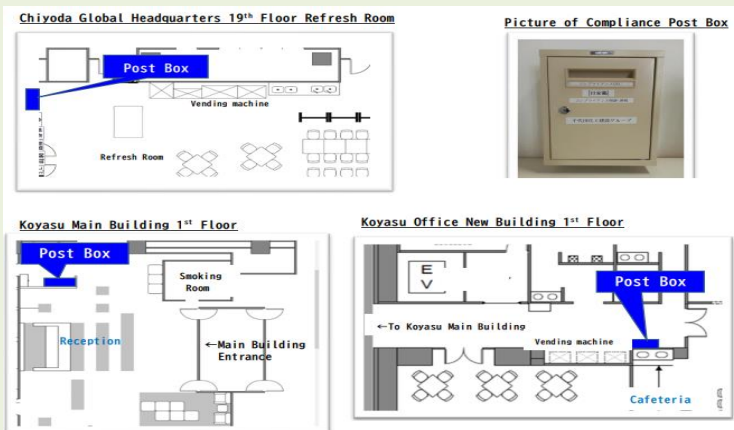 Chiyoda Global Headquarters 19th Floor Refresh Room
Post Box
Vending machine
Refresh Room
Picture of Compliance Post Box
Koyasu Main Building 1st Floor
Post Box
Smoking
Room
Reception
←Main Building
Entrance
Koyasu Office New Building 1st Floor
E
V
Post Box
←To Koyasu Main Building
Vending machine
Cafeteria